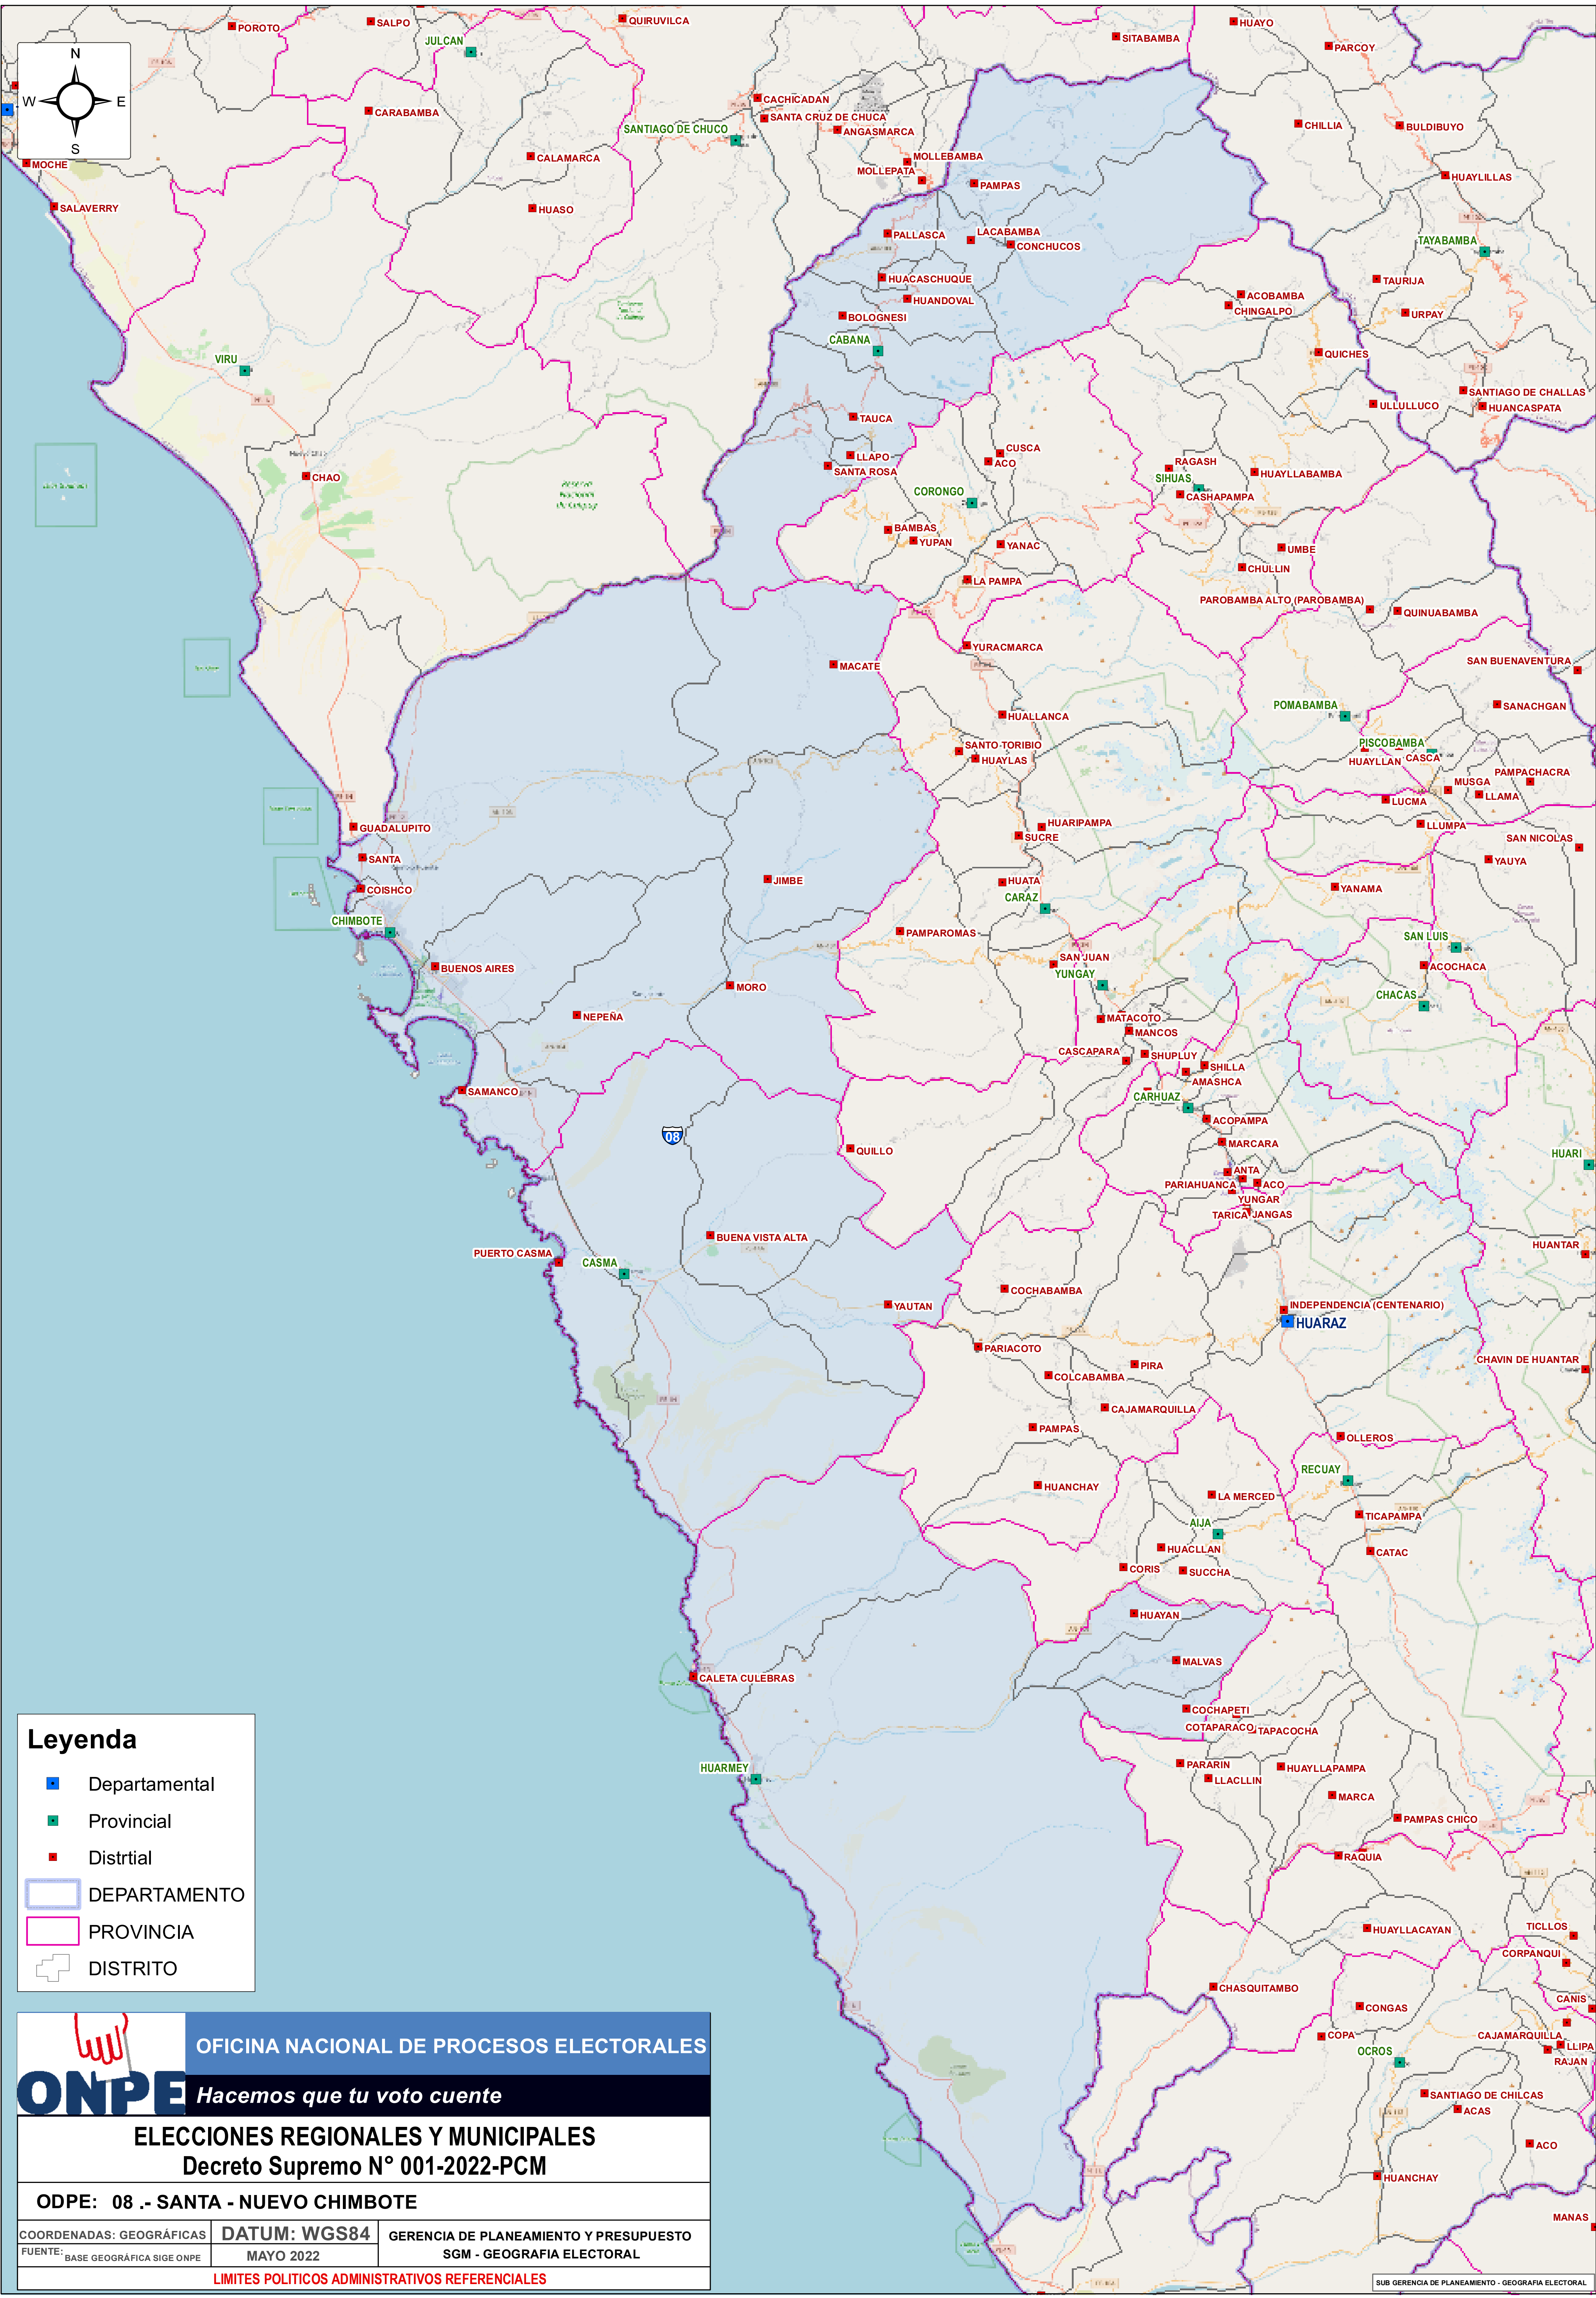 POROTO
SALPO
QUIRUVILCA
HUAYO
SITABAMBA
PARCOY
JULCAN
N
W
E
S
CACHICADAN
SANTA CRUZ DE CHUCA
CARABAMBA
SANTIAGO DE CHUCO
ANGASMARCA
CHILLIA
BULDIBUYO
MOCHE
CALAMARCA
MOLLEBAMBA
MOLLEPATA
PAMPAS
HUAYLILLAS
SALAVERRY
HUASO
PALLASCA
LACABAMBA
CONCHUCOS
TAYABAMBA
HUACASCHUQUE
TAURIJA
HUANDOVAL
ACOBAMBA
CHINGALPO
BOLOGNESI
URPAY
CABANA
VIRU
QUICHES
SANTIAGO DE CHALLAS
ULLULLUCO
HUANCASPATA
TAUCA
CUSCA
LLAPO
ACO
RAGASH
SANTA ROSA
SIHUAS
HUAYLLABAMBA
CHAO
CORONGO
CASHAPAMPA
BAMBAS
YUPAN
YANAC
UMBE
CHULLIN
LA PAMPA
PAROBAMBA ALTO (PAROBAMBA)
QUINUABAMBA
YURACMARCA
SAN BUENAVENTURA
MACATE
POMABAMBA
SANACHGAN
HUALLANCA
SANTO TORIBIO
HUAYLAS
PISCOBAMBA
HUAYLLAN
CASCA
PAMPACHACRA
MUSGA
LLAMA
LUCMA
GUADALUPITO
HUARIPAMPA
SUCRE
LLUMPA
SAN NICOLAS
SANTA
YAUYA
COISHCO
JIMBE
HUATA
CARAZ
YANAMA
CHIMBOTE
PAMPAROMAS
SAN LUIS
BUENOS AIRES
SAN JUAN
YUNGAY
ACOCHACA
MORO
CHACAS
NEPEÑA
MATACOTO
MANCOS
CASCAPARA
SHUPLUY
SHILLA
AMASHCA
SAMANCO
CARHUAZ
ACOPAMPA
08
MARCARA
QUILLO
HUARI
ANTA
PARIAHUANCA
ACO
YUNGAR
TARICA
JANGAS
BUENA VISTA ALTA
HUANTAR
PUERTO CASMA
CASMA
COCHABAMBA
YAUTAN
INDEPENDENCIA (CENTENARIO)
HUARAZ
PARIACOTO
PIRA
CHAVIN DE HUANTAR
COLCABAMBA
CAJAMARQUILLA
PAMPAS
OLLEROS
RECUAY
HUANCHAY
LA MERCED
TICAPAMPA
AIJA
HUACLLAN
CATAC
CORIS
SUCCHA
HUAYAN
MALVAS
CALETA CULEBRAS
COCHAPETI
COTAPARACO
TAPACOCHA
HUARMEY
PARARIN
LLACLLIN
HUAYLLAPAMPA
MARCA
PAMPAS CHICO
RAQUIA
HUAYLLACAYAN
TICLLOS
CORPANQUI
CHASQUITAMBO
CANIS
CONGAS
COPA
CAJAMARQUILLA
LLIPA
OCROS
RAJAN
SANTIAGO DE CHILCAS
ACAS
ACO
HUANCHAY
MANAS
Leyenda
Departamental
Provincial
Distrtial
DEPARTAMENTO
PROVINCIA
DISTRITO
ONPE
OFICINA NACIONAL DE PROCESOS ELECTORALES
Hacemos que tu voto cuente
ELECCIONES REGIONALES Y MUNICIPALES
Decreto Supremo N° 001-2022-PCM
ODPE: 08 .- SANTA - NUEVO CHIMBOTE
COORDENADAS: GEOGRÁFICAS
DATUM: WGS84
GERENCIA DE PLANEAMIENTO Y PRESUPUESTO
FUENTE: BASE GEOGRÁFICA SIGE ONPE
MAYO 2022
SGM - GEOGRAFIA ELECTORAL
LIMITES POLITICOS ADMINISTRATIVOS REFERENCIALES
SUB GERENCIA DE PLANEAMIENTO - GEOGRAFIA ELECTORAL